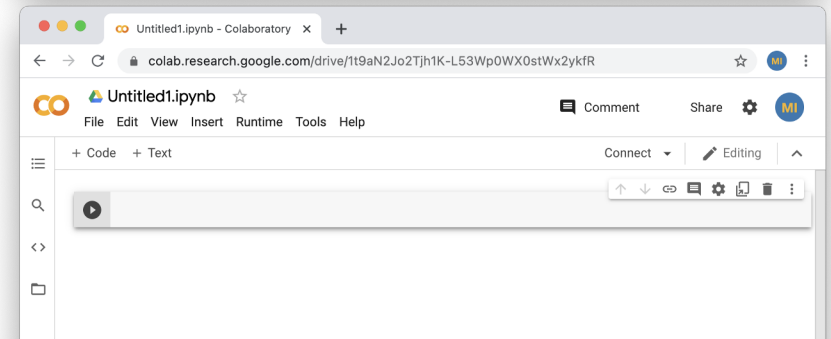 Untitled1.ipynb - Colaboratory
colab.research.google.com/drive/1t9aN2Jo2Tjh1K-L53Wp0WX0stWx2ykfR
MI
Untitled1.ipynb
Comment Share MI
File Edit View Insert Runtime Tools Help
+ Code + Text Connect Editing